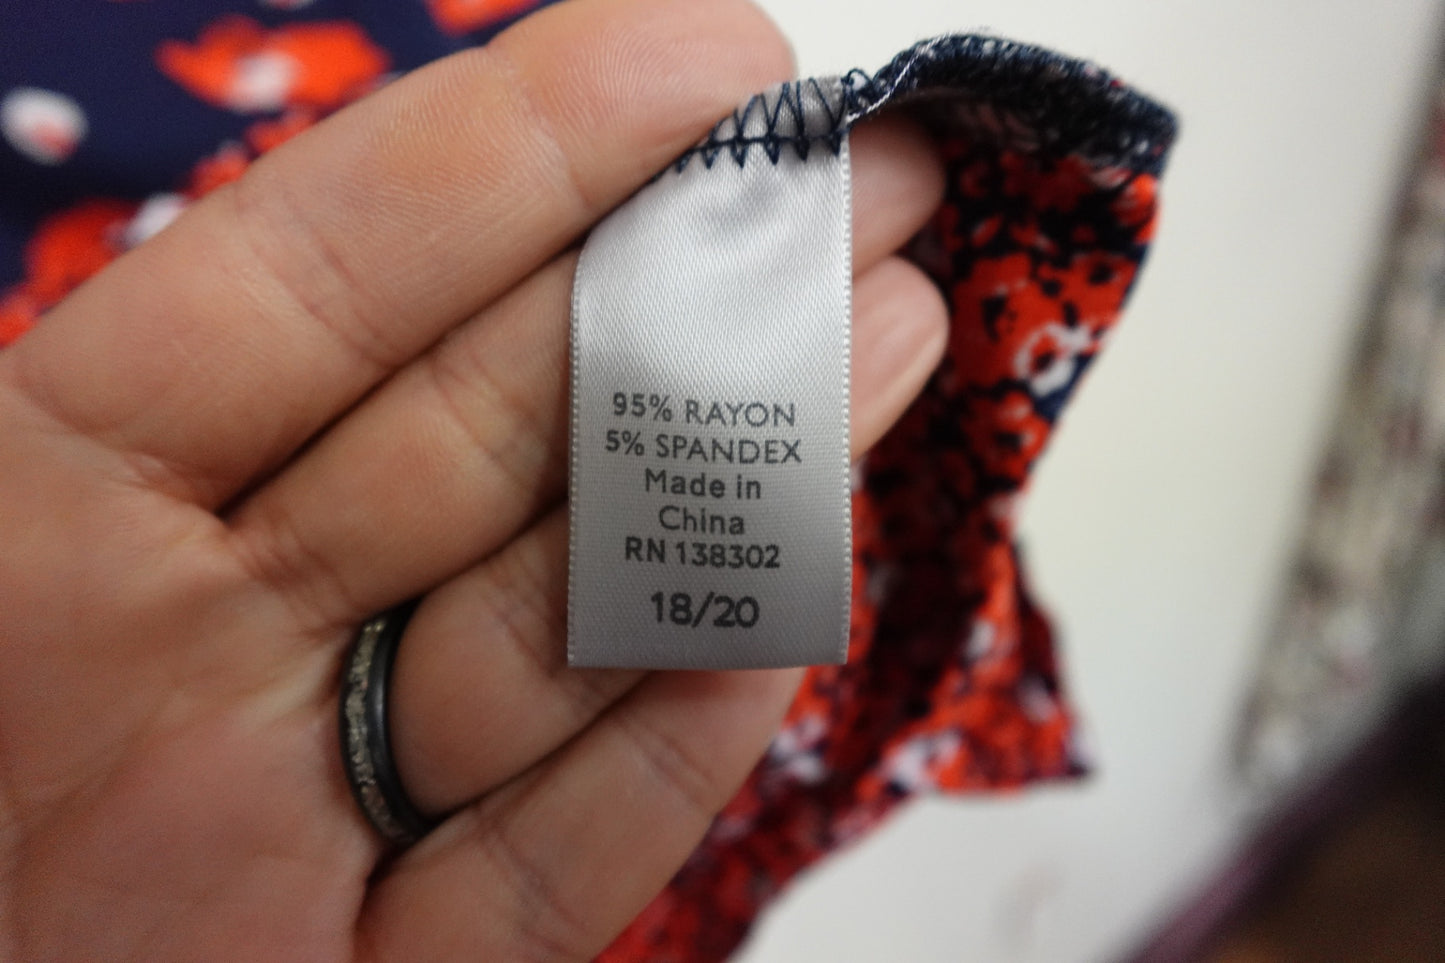 95% RAYON
5% SPANDEX
Made in
China
RN 138302
18/20